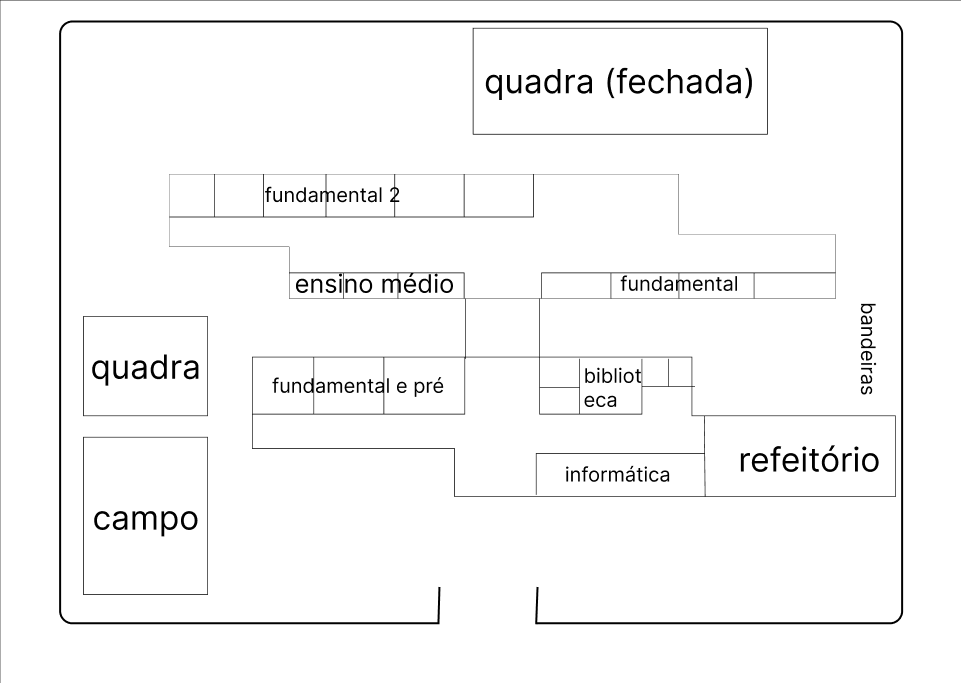 quadra (fechada)
fundamental 2
ensino médio
fundamental
bandeiras
quadra
fundamental e pré
bibliot
eca
refeitório
informática
campo